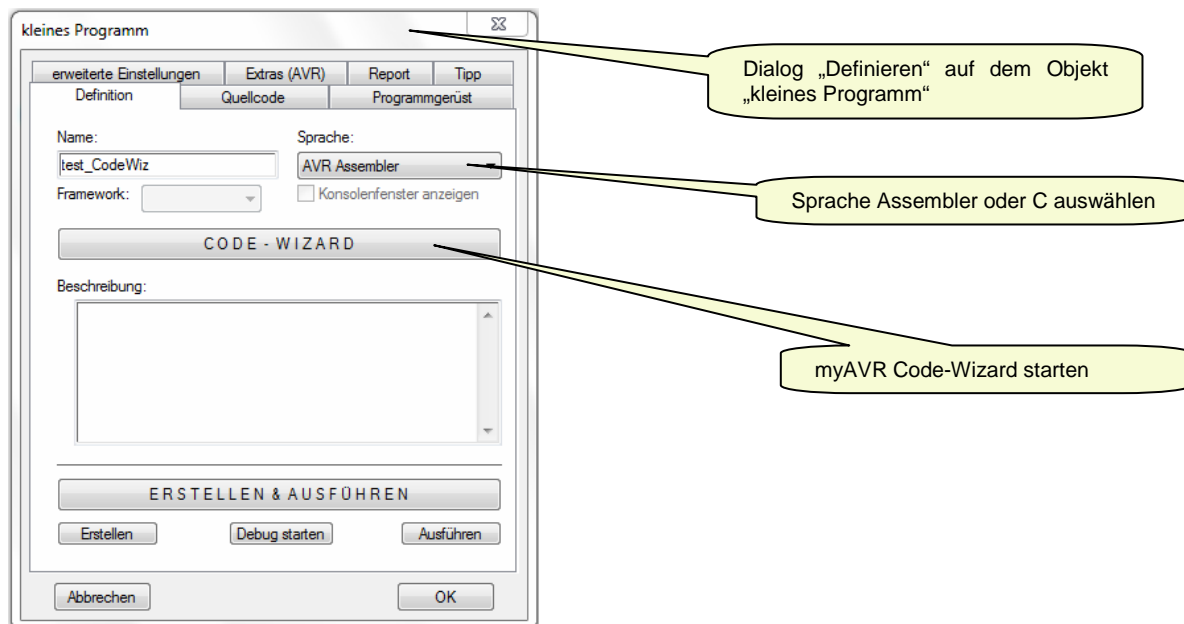 kleines Programm
erweiterte Einstellungen
Extras (AVR)
Report
Tipp
Definition
Quellcode
Programmgerüst
Name:
Sprache:
test_CodeWiz
AVR Assembler
Framework:
Konsolenfenster anzeigen
CODE - WIZARD
Beschreibung:
ERSTELLEN & AUSFÜHREN
Erstellen
Debug starten
Ausführen
Abbrechen
OK
Dialog „Definieren“ auf dem Objekt
„kleines Programm“
Sprache Assembler oder C auswählen
myAVR Code-Wizard starten